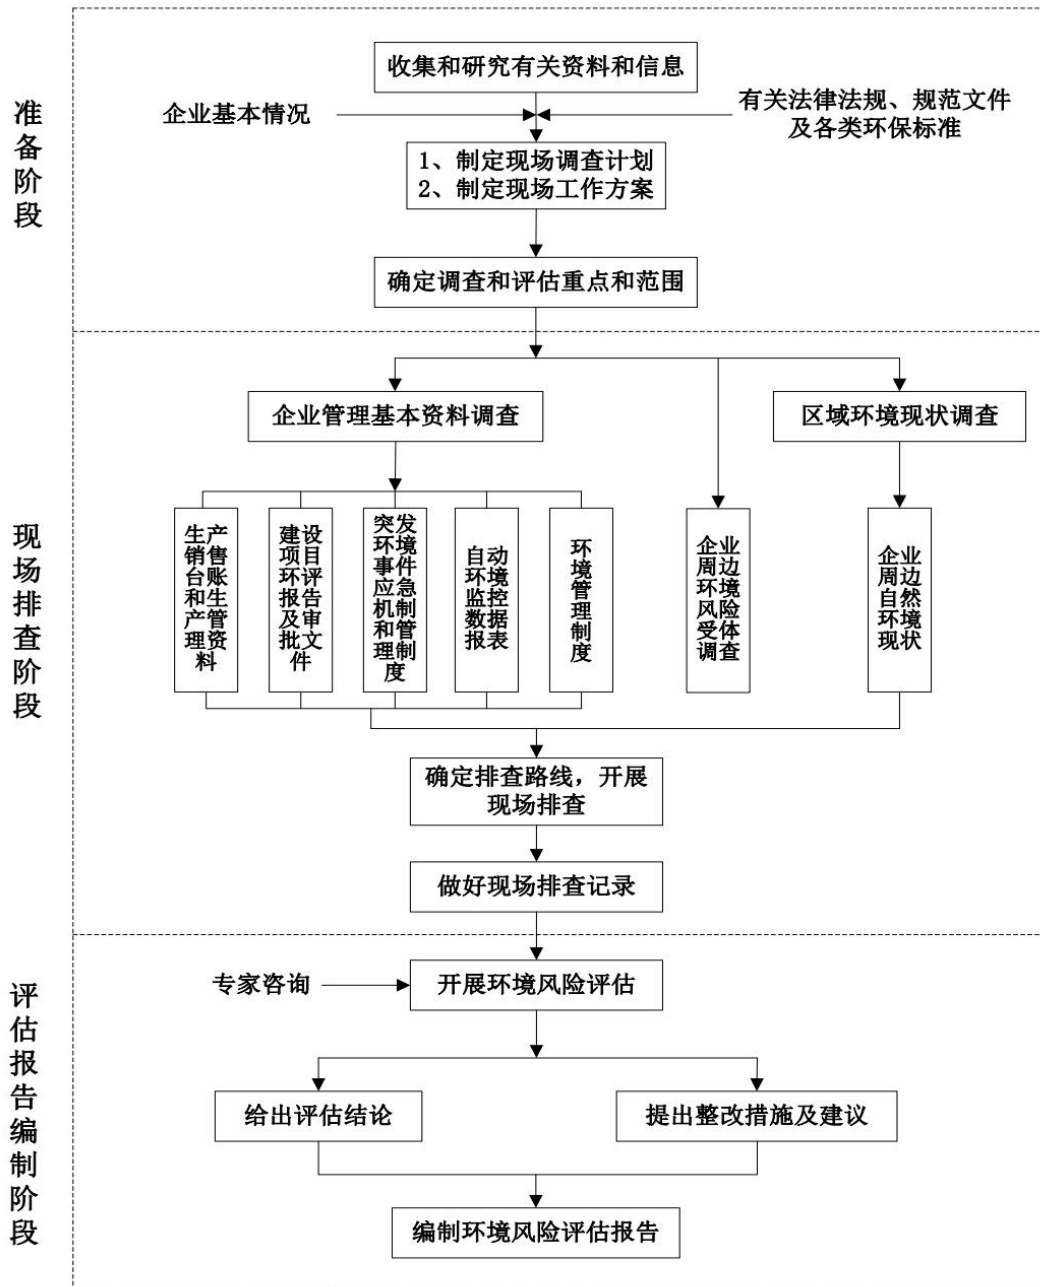 准备阶段
收集和研究有关资料和信息
企业基本情况
有关法律法规、规范文件
及各类环保标准
1、制定现场调查计划
2、制定现场工作方案
确定调查和评估重点和范围
现场排查阶段
企业管理基本资料调查
区域环境现状调查
生产销售台账和生产管理资料
建设项目环评报告及审批文件
突发环境事件应急机制和管理制度
自动环境监控数据报表
环境管理制度
企业周边环境风险受体调查
企业周边自然环境现状
确定排查路线，开展
现场排查
做好现场排查记录
评估报告编制阶段
专家咨询
开展环境风险评估
给出评估结论
提出整改措施及建议
编制环境风险评估报告